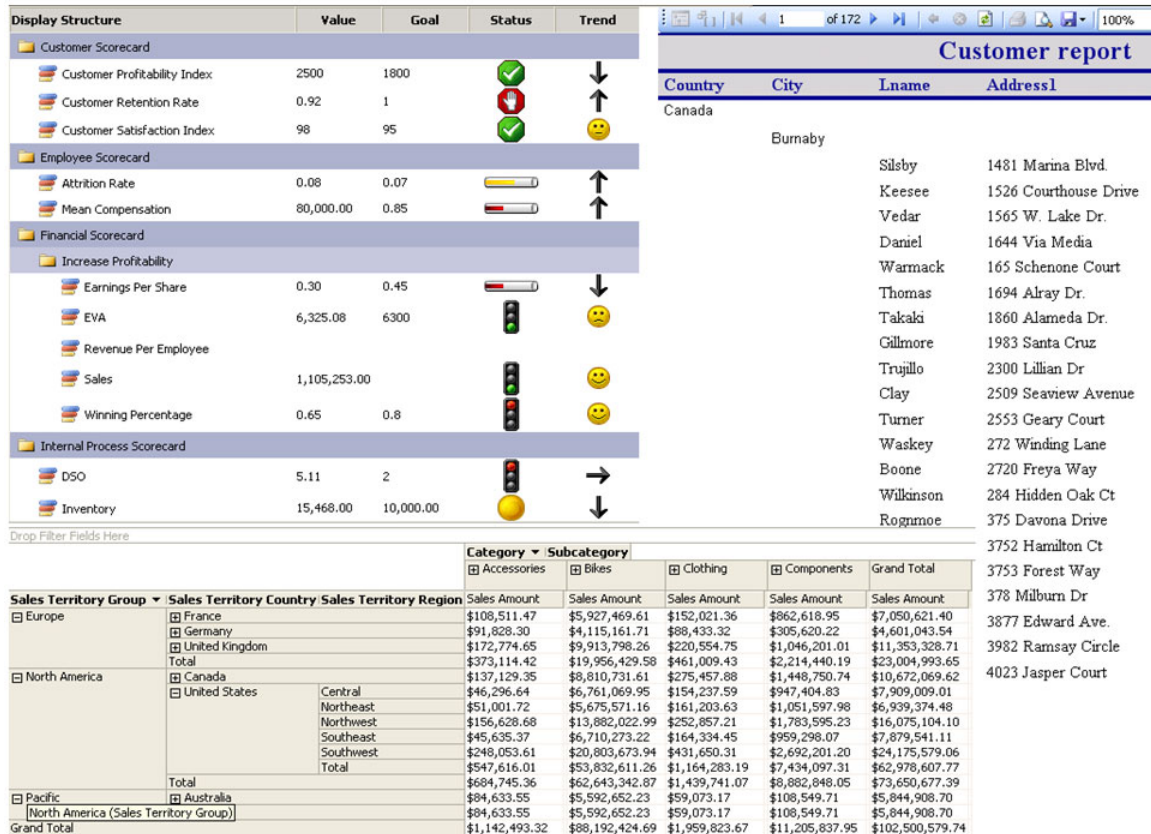 Display Structure Value Goal Status Trend
Customer Scorecard
Customer Profitability Index 2500 1800
Customer Retention Rate 0.92 1
Customer Satisfaction Index 98 95
Employee Scorecard
Attrition Rate 0.08 0.07
Mean Compensation 80,000.00 0.85
Financial Scorecard
Increase Profitability
Earnings Per Share 0.30 0.45
EVA 6,325.08 6300
Revenue Per Employee
Sales 1,105,253.00
Winning Percentage 0.65 0.8
Internal Process Scorecard
DSO 5.11 2
Inventory 15,468.00 10,000.00
1 of 172 100%
Customer report
Country City Lname Address1
Canada
Burnaby
Silsby 1481 Marina Blvd.
Keesee 1526 Courthouse Drive
Vedar 1565 W. Lake Dr.
Daniel 1644 Via Media
Warmack 165 Schenone Court
Thomas 1694 Alray Dr.
Takaki 1860 Alameda Dr.
Gillmore 1983 Santa Cruz
Trujillo 2300 Lillian Dr
Clay 2509 Seaview Avenue
Turner 2553 Geary Court
Waskey 272 Winding Lane
Boone 2720 Freya Way
Wilkinson 284 Hidden Oak Ct
Rognmoe 375 Davona Drive
3752 Hamilton Ct
3753 Forest Way
378 Milburn Dr
3877 Edward Ave.
3982 Ramsay Circle
4023 Jasper Court
Drop Filter Fields Here
Category Subcategory
Accessories Bikes Clothing Components Grand Total
Sales Territory Group Sales Territory Country Sales Territory Region Sales Amount Sales Amount Sales Amount Sales Amount Sales Amount
Europe France $108,511.47 $5,927,469.61 $152,021.36 $862,618.95 $7,050,621.40
Germany $91,828.30 $4,115,161.71 $88,433.32 $305,620.22 $4,601,043.54
United Kingdom $172,774.65 $9,913,798.26 $220,554.75 $1,046,201.01 $11,353,328.71
Total $373,114.42 $19,956,429.58 $461,009.43 $2,214,440.19 $23,004,993.65
North America Canada $137,129.35 $8,810,731.61 $275,457.88 $1,448,750.74 $10,672,069.62
United States Central $46,296.64 $6,761,069.95 $154,237.59 $947,404.83 $7,909,009.01
Northeast $51,001.72 $5,675,571.16 $161,203.63 $1,051,597.98 $6,939,374.48
Northwest $156,628.68 $13,882,022.99 $252,857.21 $1,783,595.23 $16,075,104.10
Southeast $45,635.37 $6,710,273.22 $164,334.45 $959,298.07 $7,879,541.11
Southwest $248,053.61 $20,803,673.94 $431,650.31 $2,692,201.20 $24,175,579.06
Total $547,616.01 $53,832,611.26 $1,164,283.19 $7,434,097.31 $62,978,607.77
Total $684,745.36 $62,643,342.87 $1,439,741.07 $8,882,848.05 $73,650,677.39
Pacific Australia $84,633.55 $5,592,652.23 $59,073.17 $108,549.71 $5,844,908.70
North America (Sales Territory Group) $84,633.55 $5,592,652.23 $59,073.17 $108,549.71 $5,844,908.70
Grand Total $1,142,493.32 $88,192,424.69 $1,959,823.67 $11,205,837.95 $102,500,579.74